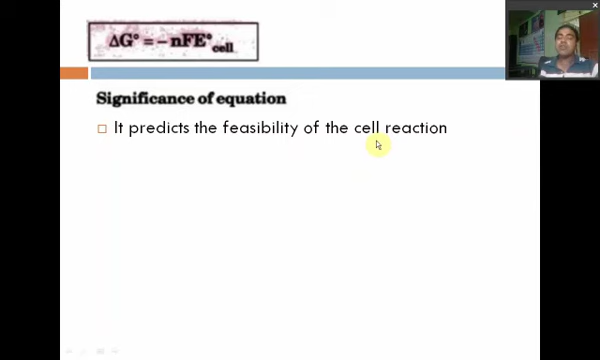 ΔG° = – nFE°cell
Significance of equation
It predicts the feasibility of the cell reaction